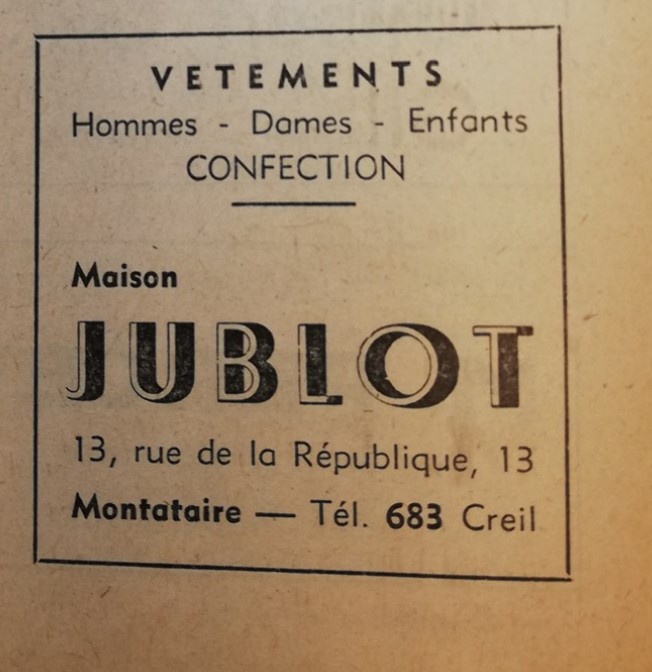 VETEMENTS
Hommes - Dames - Enfants
CONFECTION
Maison
JUBLOT
13, rue de la République, 13
Montataire — Tél. 683 Creil